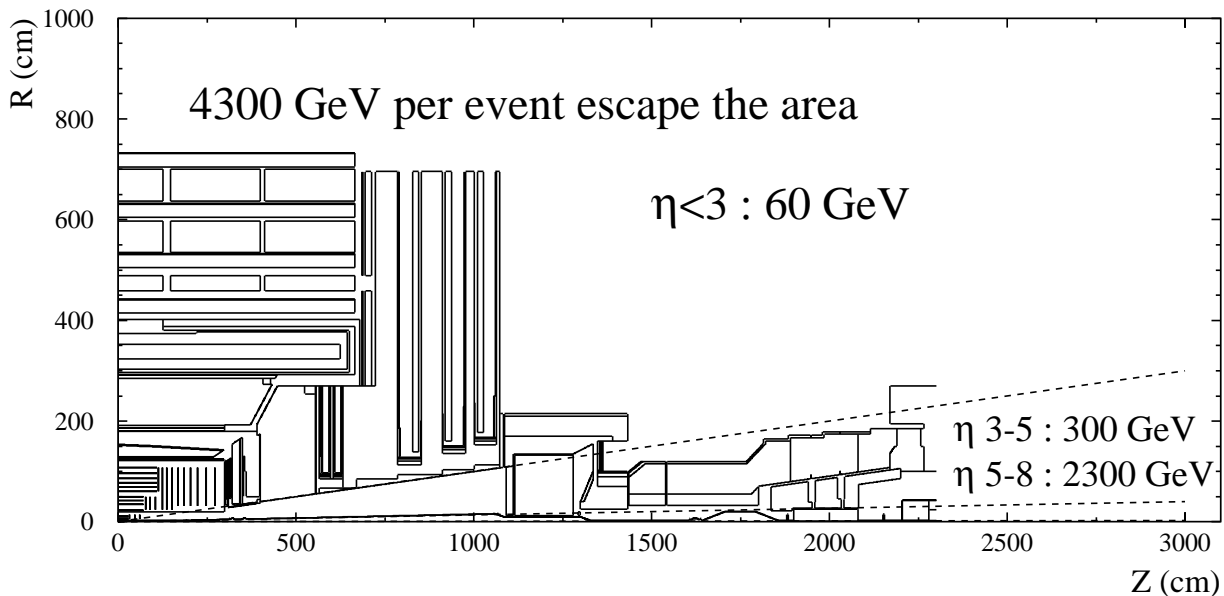 1000
R (cm)
4300 GeV per event escape the area
800
η<3 : 60 GeV
600
400
200
η 3-5 : 300 GeV
η 5-8 : 2300 GeV
0
0 500 1000 1500 2000 2500 3000
Z (cm)